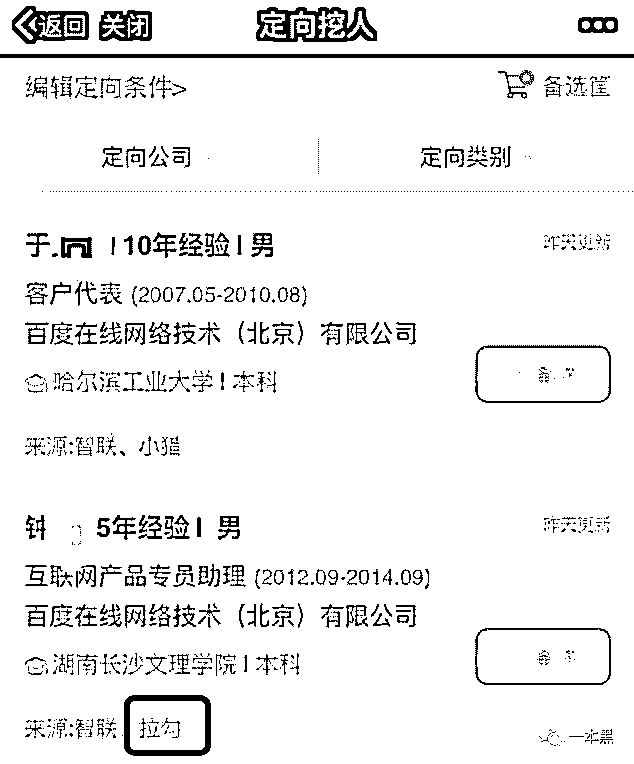 返回 关闭 定向挖人
编辑定向条件> 备选筐
定向公司 定向类别
于. | 10年经验 | 男 昨天更新
客户代表 (2007.05-2010.08)
百度在线网络技术（北京）有限公司
哈尔滨工业大学 | 本科
来源:智联、小猎
钟 5年经验 | 男 昨天更新
互联网产品专员助理 (2012.09-2014.09)
百度在线网络技术（北京）有限公司
湖南长沙文理学院 | 本科
来源:智联 拉勾
一本黑